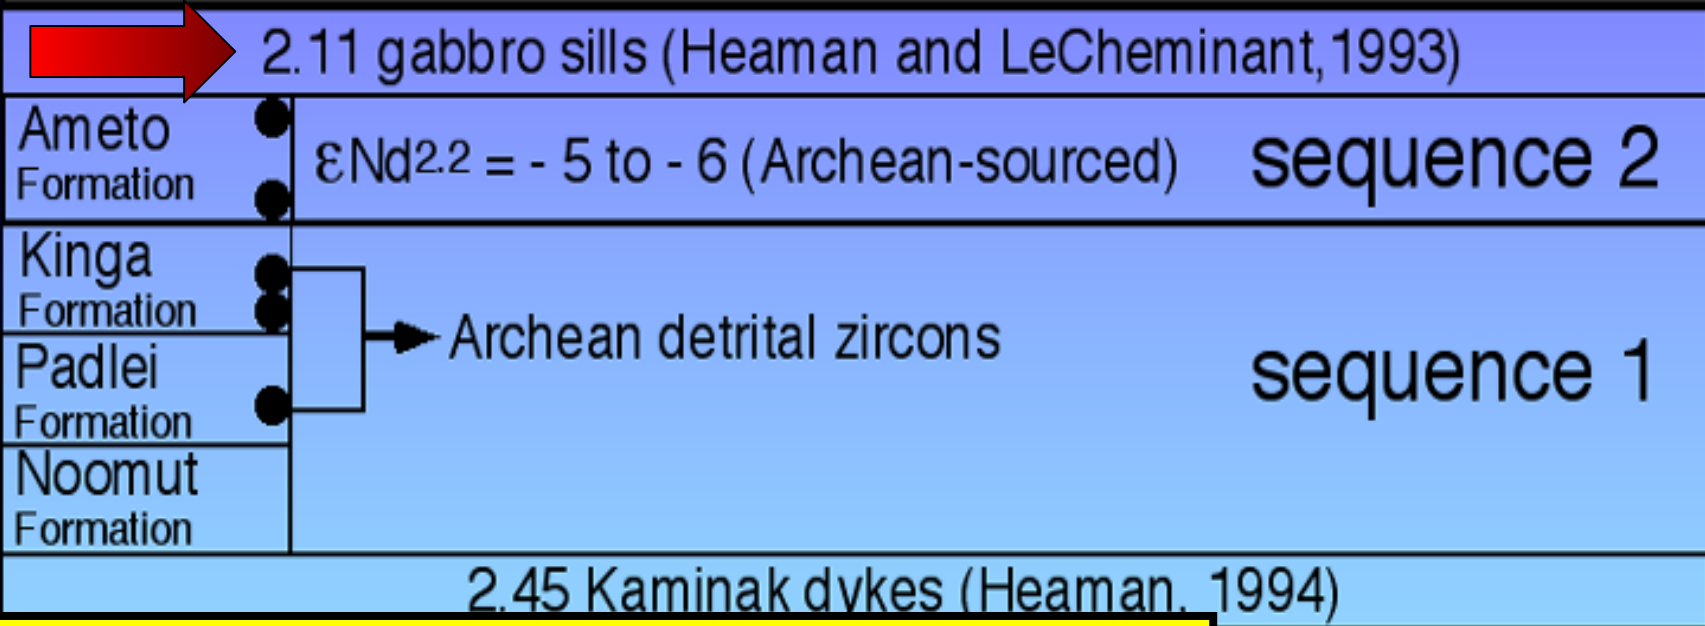 2.11 gabbro sills (Heaman and LeCheminant,1993)
Ameto
Formation
εNd2.2 = - 5 to - 6 (Archean-sourced)
sequence 2
Kinga
Formation
Archean detrital zircons
Padlei
Formation
sequence 1
Noomut
Formation
2.45 Kaminak dykes (Heaman, 1994)